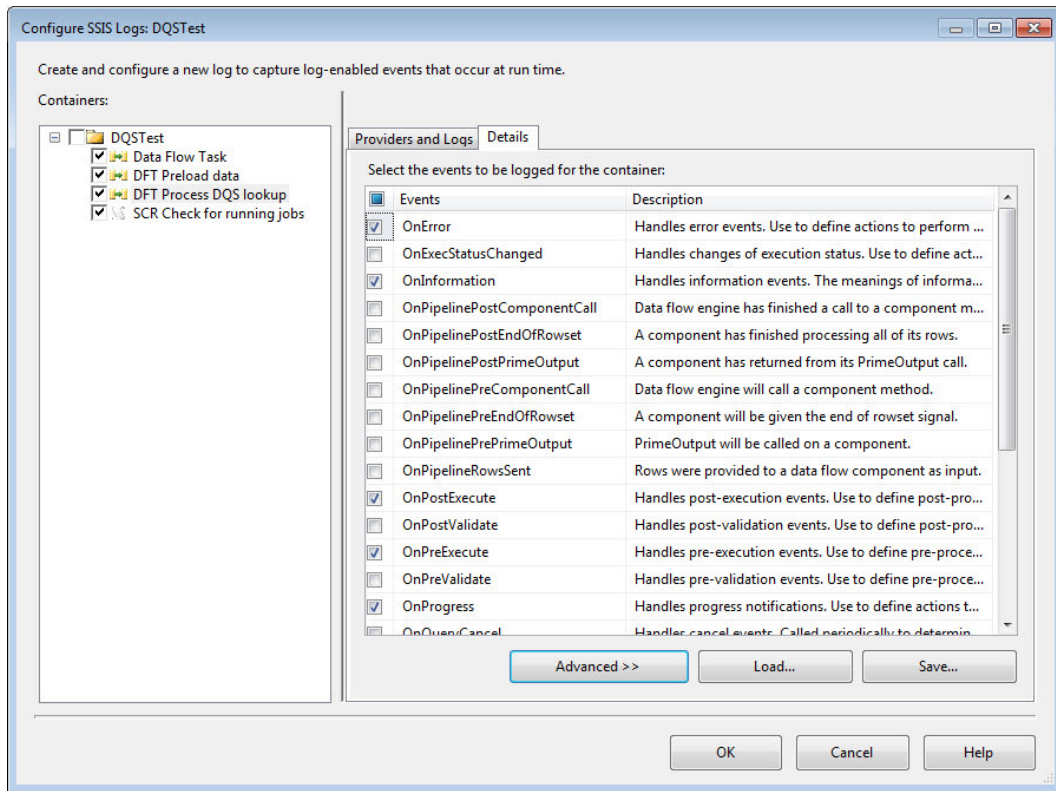 Configure SSIS Logs: DQSTest
Create and configure a new log to capture log-enabled events that occur at run time.
Containers:
DQSTest
Data Flow Task
DFT Preload data
DFT Process DQS lookup
SCR Check for running jobs
Providers and Logs Details
Select the events to be logged for the container:
Events Description
OnError Handles error events. Use to define actions to perform ...
OnExecStatusChanged Handles changes of execution status. Use to define act...
OnInformation Handles information events. The meanings of informa...
OnPipelinePostComponentCall Data flow engine has finished a call to a component m...
OnPipelinePostEndOfRowset A component has finished processing all of its rows.
OnPipelinePostPrimeOutput A component has returned from its PrimeOutput call.
OnPipelinePreComponentCall Data flow engine will call a component method.
OnPipelinePreEndOfRowset A component will be given the end of rowset signal.
OnPipelinePrePrimeOutput PrimeOutput will be called on a component.
OnPipelineRowsSent Rows were provided to a data flow component as input.
OnPostExecute Handles post-execution events. Use to define post-pro...
OnPostValidate Handles post-validation events. Use to define post-pro...
OnPreExecute Handles pre-execution events. Use to define pre-proce...
OnPreValidate Handles pre-validation events. Use to define pre-proce...
OnProgress Handles progress notifications. Use to define actions t...
OnQueryCancel Handles cancel events. Called periodically to determin...
Advanced >> Load... Save...
OK Cancel Help